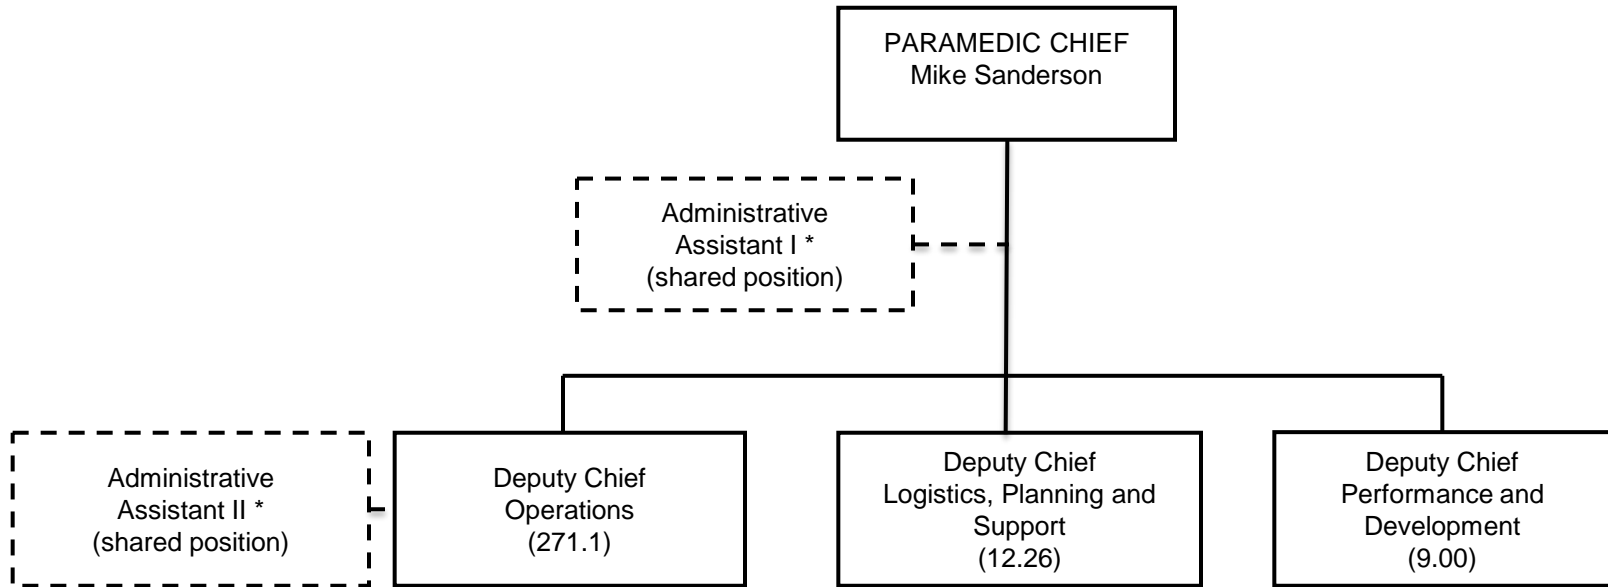 PARAMEDIC CHIEF
Mike Sanderson
Administrative
Assistant I *
(shared position)
Administrative
Assistant II *
(shared position)
Deputy Chief
Operations
(271.1)
Deputy Chief
Logistics, Planning and
Support
(12.26)
Deputy Chief
Performance and
Development
(9.00)